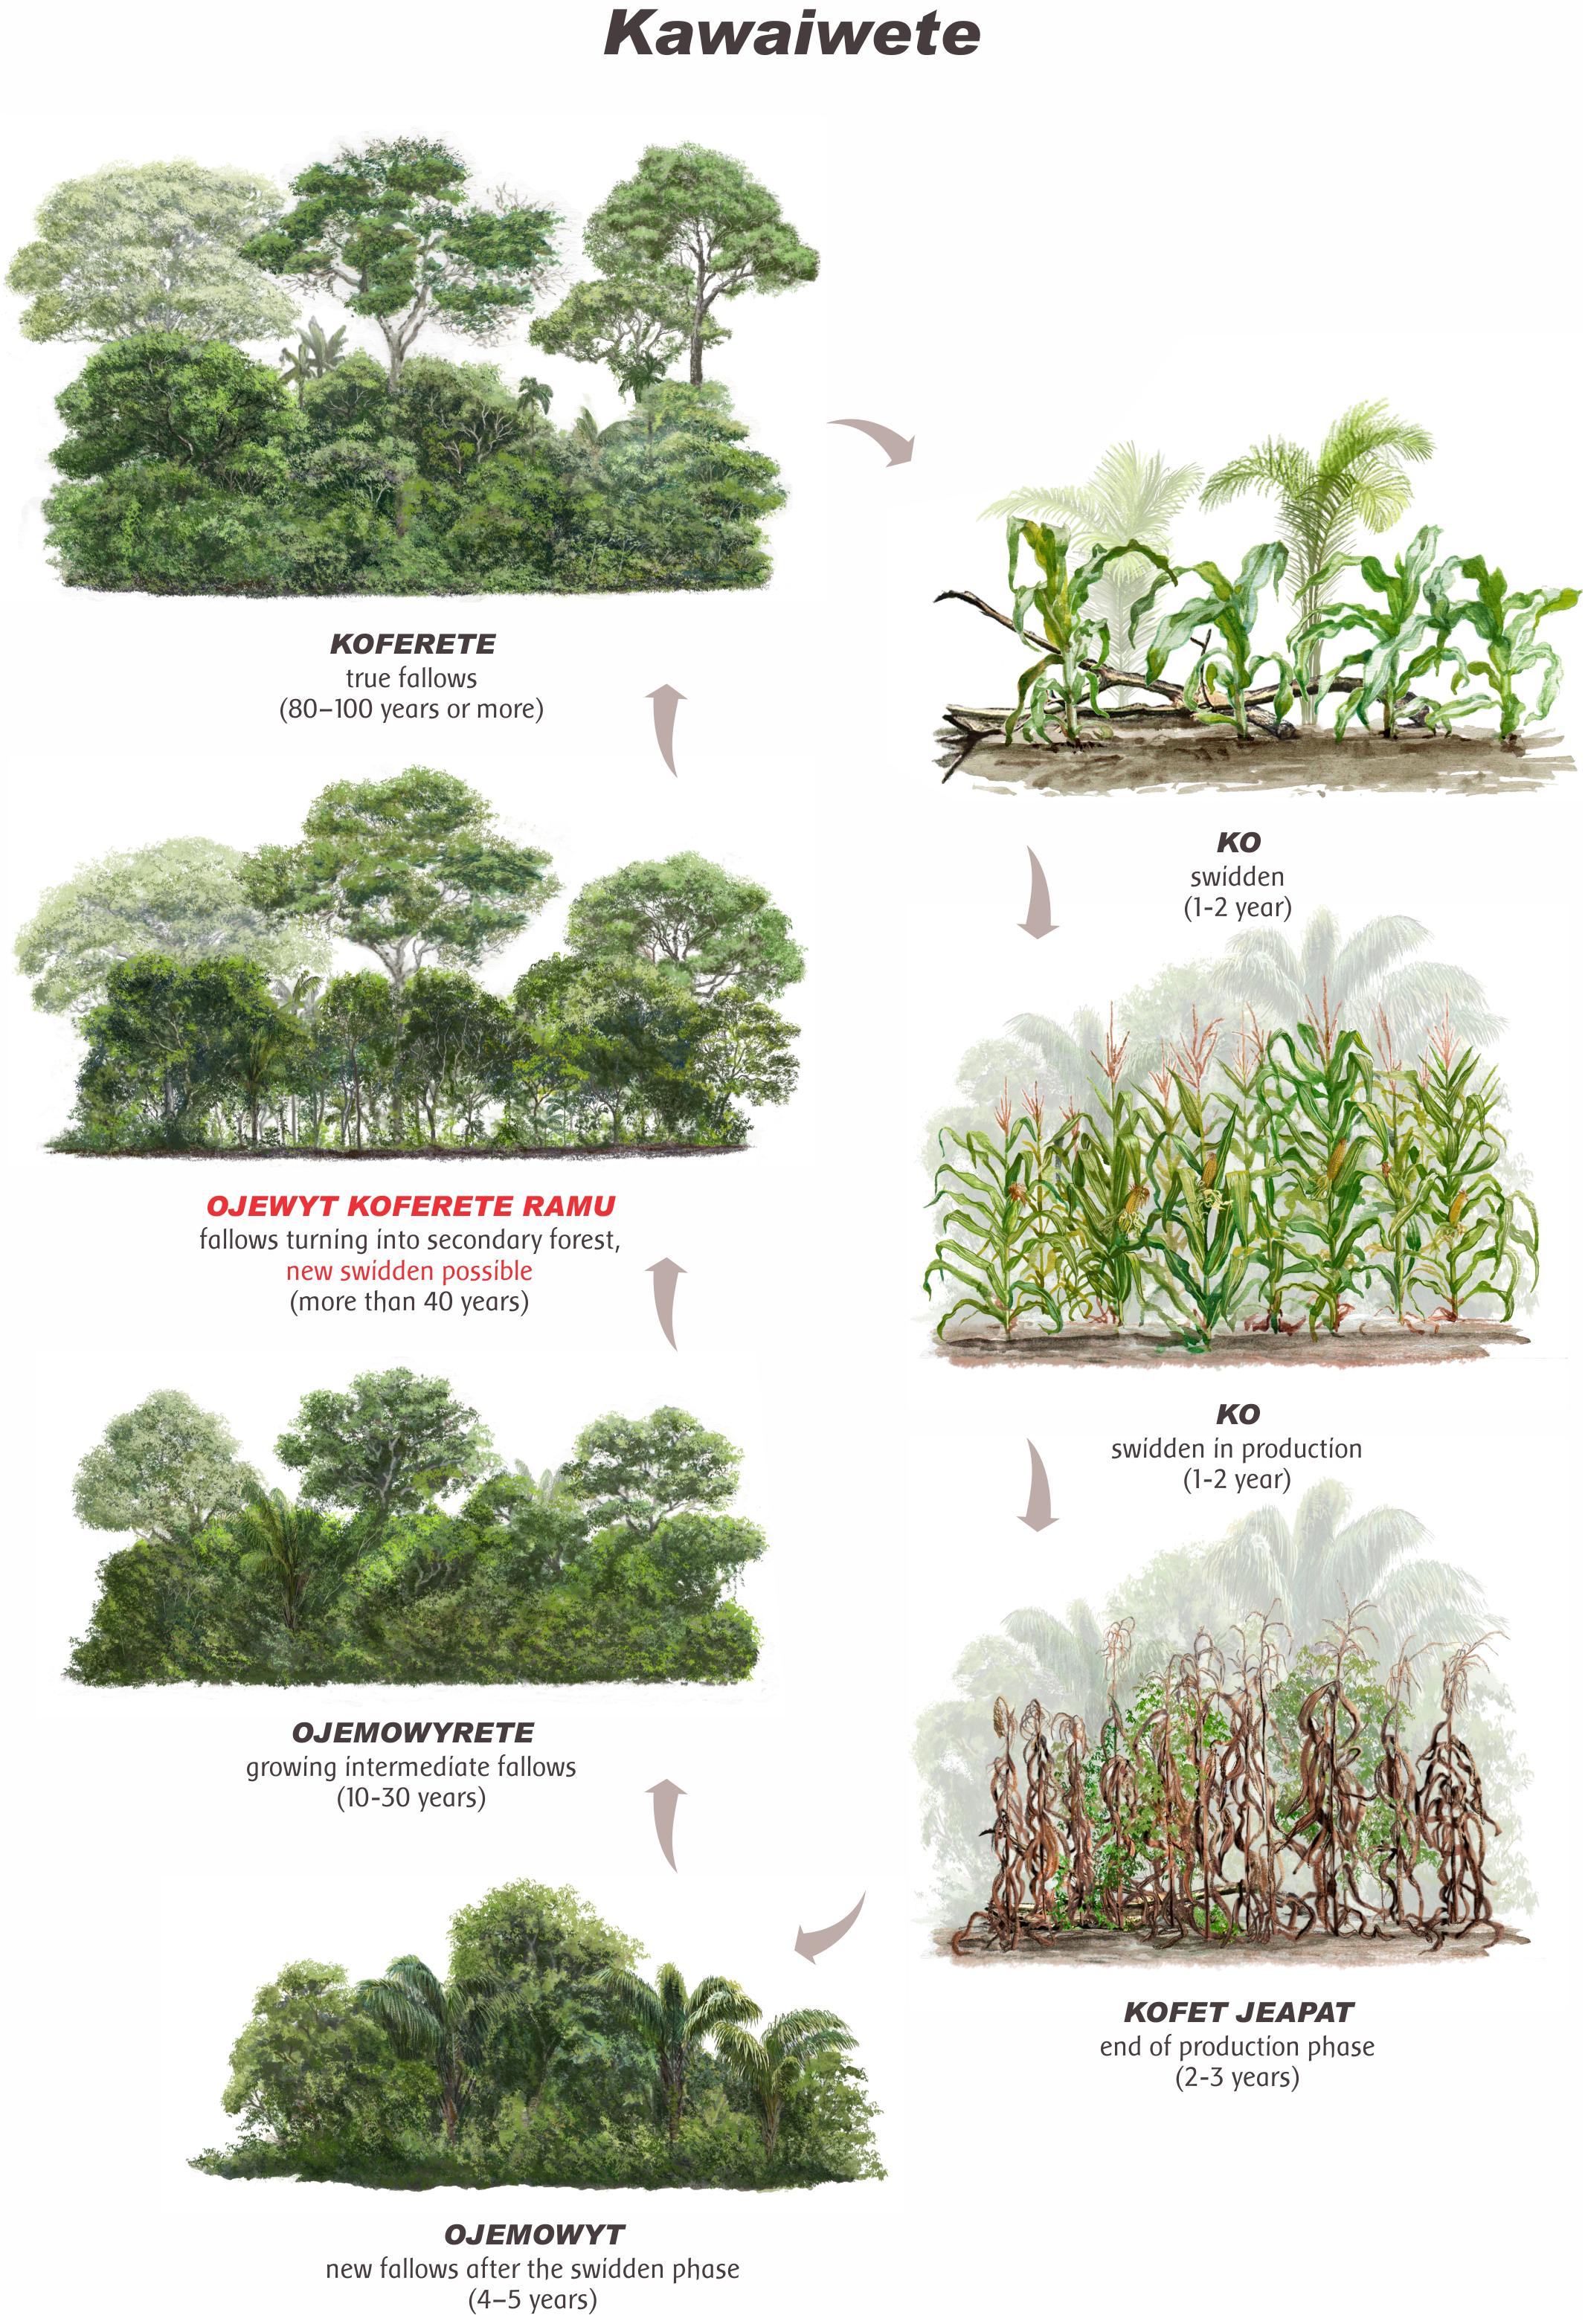 Kawaiwete
KOFERETE
true fallows
(80–100 years or more)
KO
swidden
(1-2 year)
OJEWYT KOFERETE RAMU
fallows turning into secondary forest,
new swidden possible
(more than 40 years)
KO
swidden in production
(1-2 year)
OJEMOWYRETE
growing intermediate fallows
(10-30 years)
KOFET JEAPAT
end of production phase
(2-3 years)
OJEMOWYT
new fallows after the swidden phase
(4–5 years)